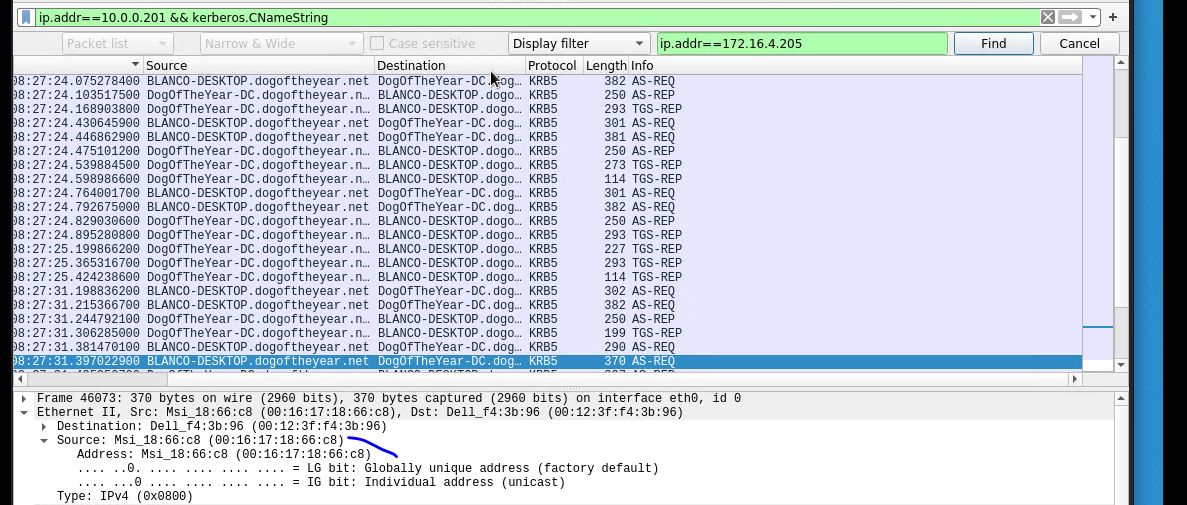 ip.addr==10.0.0.201 && kerberos.CNameString
Packet list Narrow & Wide Case sensitive Display filter ip.addr==172.16.4.205 Find Cancel
Source Destination Protocol Length Info
08:27:24.075278400 BLANCO-DESKTOP.dogoftheyear.net DogOfTheYear-DC.dog… KRB5 382 AS-REQ
08:27:24.103517500 DogOfTheYear-DC.dogoftheyear.n… BLANCO-DESKTOP.dogo… KRB5 250 AS-REP
08:27:24.168903800 DogOfTheYear-DC.dogoftheyear.n… BLANCO-DESKTOP.dogo… KRB5 293 TGS-REP
08:27:24.430645900 BLANCO-DESKTOP.dogoftheyear.net DogOfTheYear-DC.dog… KRB5 301 AS-REQ
08:27:24.446862900 BLANCO-DESKTOP.dogoftheyear.net DogOfTheYear-DC.dog… KRB5 381 AS-REQ
08:27:24.475101200 DogOfTheYear-DC.dogoftheyear.n… BLANCO-DESKTOP.dogo… KRB5 250 AS-REP
08:27:24.539884500 DogOfTheYear-DC.dogoftheyear.n… BLANCO-DESKTOP.dogo… KRB5 273 TGS-REP
08:27:24.598986600 DogOfTheYear-DC.dogoftheyear.n… BLANCO-DESKTOP.dogo… KRB5 114 TGS-REP
08:27:24.764001700 BLANCO-DESKTOP.dogoftheyear.net DogOfTheYear-DC.dog… KRB5 301 AS-REQ
08:27:24.792675000 BLANCO-DESKTOP.dogoftheyear.net DogOfTheYear-DC.dog… KRB5 382 AS-REQ
08:27:24.829030600 DogOfTheYear-DC.dogoftheyear.n… BLANCO-DESKTOP.dogo… KRB5 250 AS-REP
08:27:24.895280800 DogOfTheYear-DC.dogoftheyear.n… BLANCO-DESKTOP.dogo… KRB5 293 TGS-REP
08:27:25.199866200 DogOfTheYear-DC.dogoftheyear.n… BLANCO-DESKTOP.dogo… KRB5 227 TGS-REP
08:27:25.365316700 DogOfTheYear-DC.dogoftheyear.n… BLANCO-DESKTOP.dogo… KRB5 293 TGS-REP
08:27:25.424238600 DogOfTheYear-DC.dogoftheyear.n… BLANCO-DESKTOP.dogo… KRB5 114 TGS-REP
08:27:31.198836200 BLANCO-DESKTOP.dogoftheyear.net DogOfTheYear-DC.dog… KRB5 302 AS-REQ
08:27:31.215366700 BLANCO-DESKTOP.dogoftheyear.net DogOfTheYear-DC.dog… KRB5 382 AS-REQ
08:27:31.244792100 DogOfTheYear-DC.dogoftheyear.n… BLANCO-DESKTOP.dogo… KRB5 250 AS-REP
08:27:31.306285000 DogOfTheYear-DC.dogoftheyear.n… BLANCO-DESKTOP.dogo… KRB5 199 TGS-REP
08:27:31.381470100 BLANCO-DESKTOP.dogoftheyear.net DogOfTheYear-DC.dog… KRB5 290 AS-REQ
08:27:31.397022900 BLANCO-DESKTOP.dogoftheyear.net DogOfTheYear-DC.dog… KRB5 370 AS-REQ
Frame 46073: 370 bytes on wire (2960 bits), 370 bytes captured (2960 bits) on interface eth0, id 0
Ethernet II, Src: Msi_18:66:c8 (00:16:17:18:66:c8), Dst: Dell_f4:3b:96 (00:12:3f:f4:3b:96)
Destination: Dell_f4:3b:96 (00:12:3f:f4:3b:96)
Source: Msi_18:66:c8 (00:16:17:18:66:c8)
Address: Msi_18:66:c8 (00:16:17:18:66:c8)
.... ..0. .... .... .... .... = LG bit: Globally unique address (factory default)
.... ...0 .... .... .... .... = IG bit: Individual address (unicast)
Type: IPv4 (0x0800)